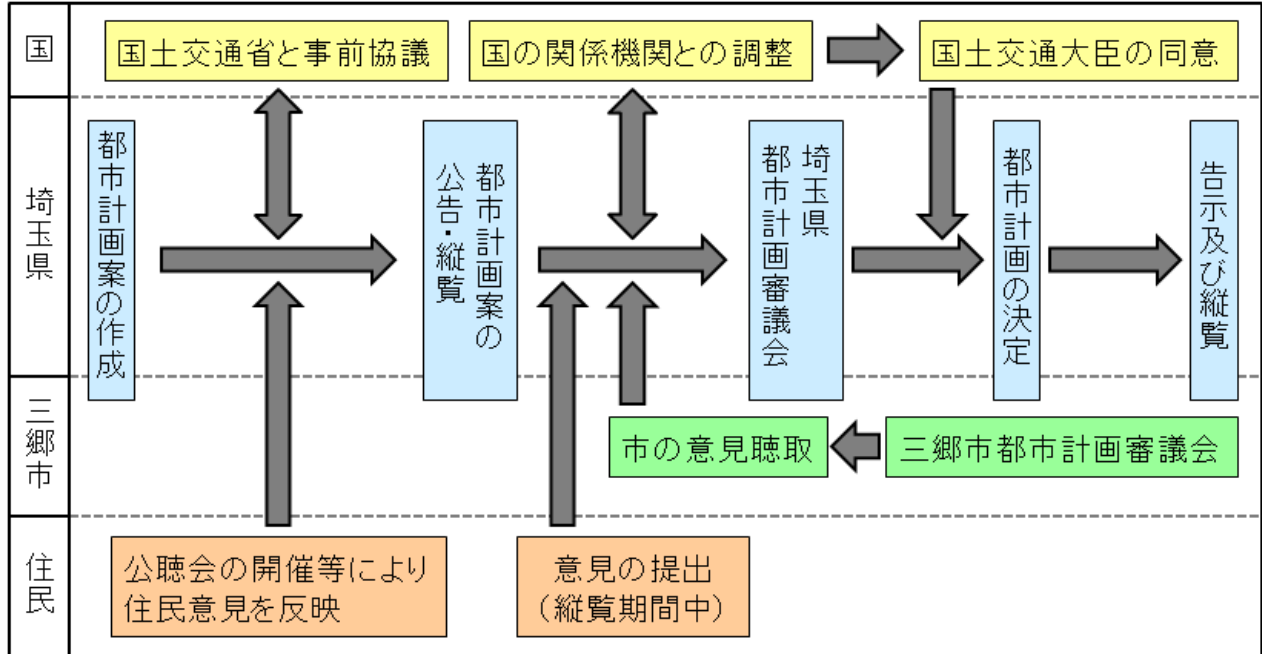 国
国土交通省と事前協議
国の関係機関との調整
国土交通大臣の同意
埼玉県
都市計画案の作成
都市計画案の
公告・縦覧
埼玉県
都市計画審議会
都市計画の決定
告示及び縦覧
三郷市
市の意見聴取
三郷市都市計画審議会
住民
公聴会の開催等により
住民意見を反映
意見の提出
（縦覧期間中）